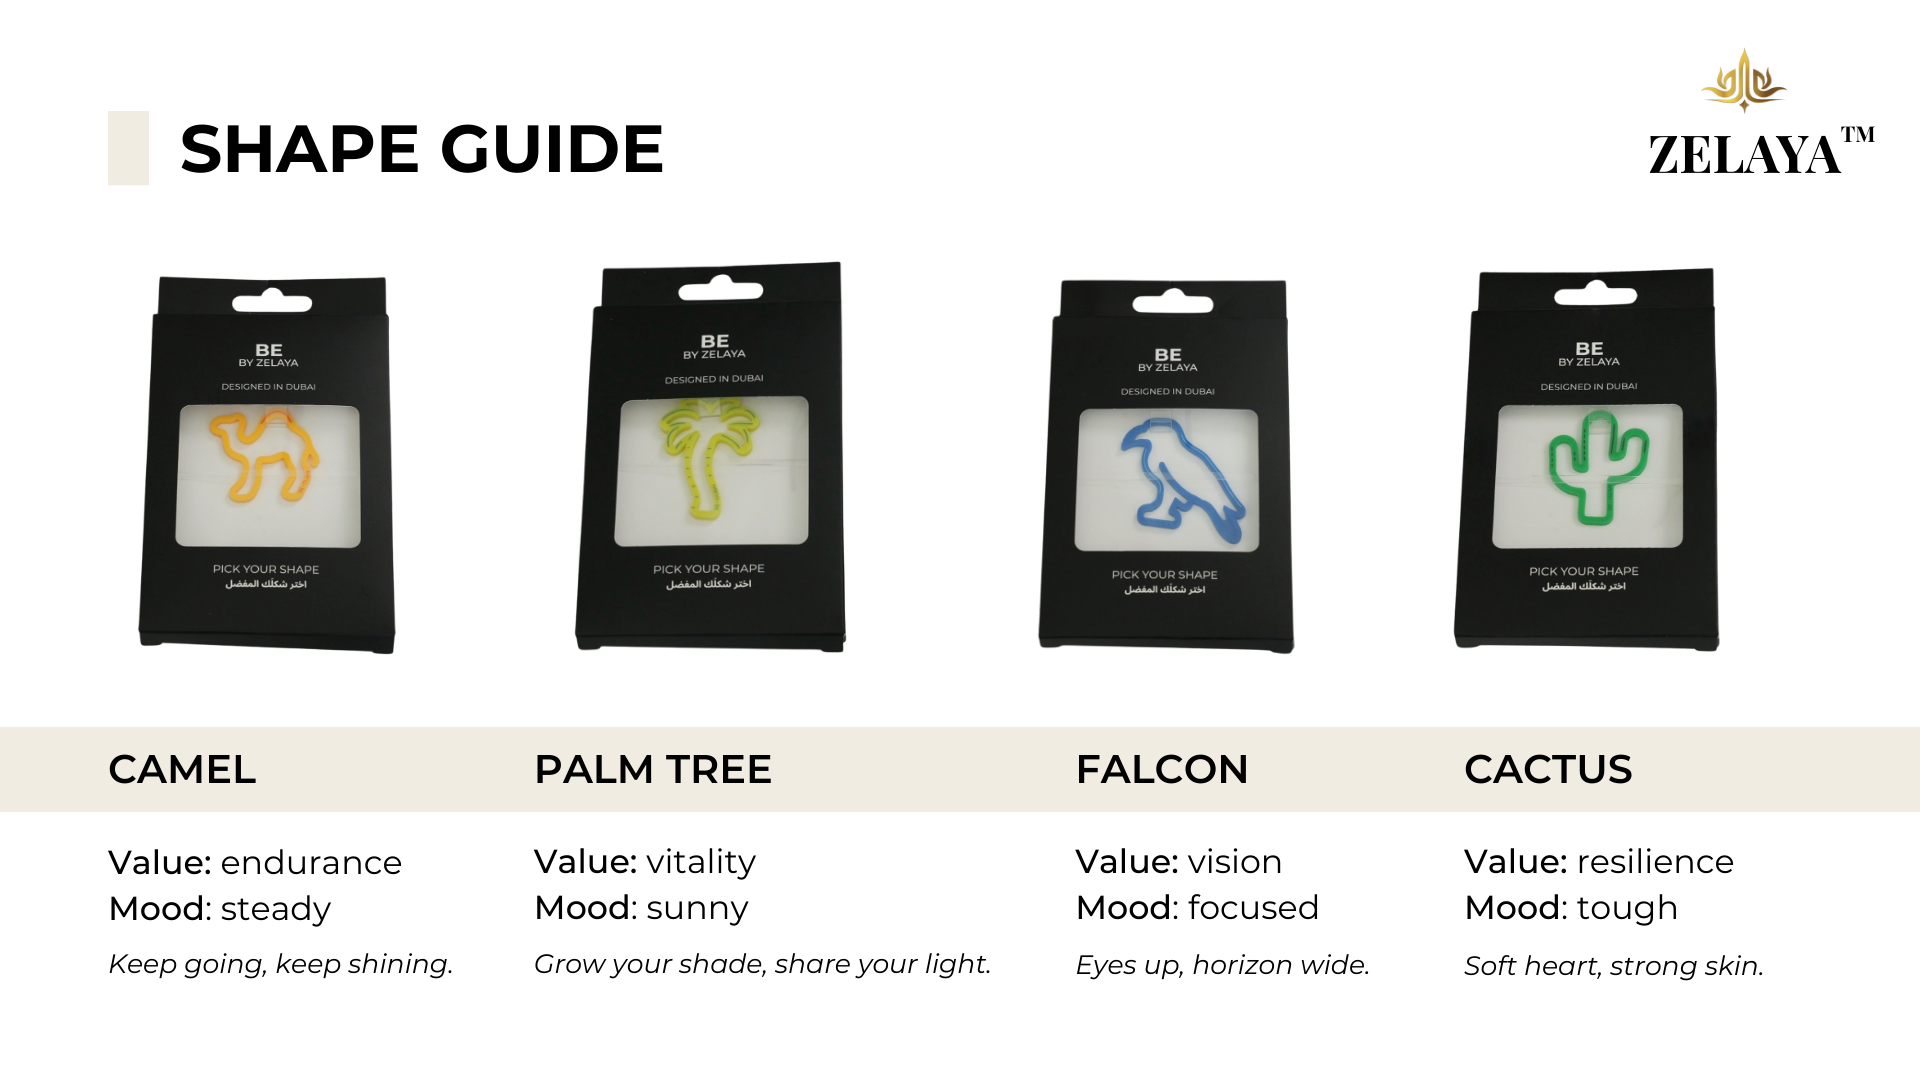 SHAPE GUIDE
ZELAYA™
BE
BY ZELAYA
DESIGNED IN DUBAI
PICK YOUR SHAPE
اختر شكلك المفضل
BE
BY ZELAYA
DESIGNED IN DUBAI
PICK YOUR SHAPE
اختر شكلك المفضل
BE
BY ZELAYA
DESIGNED IN DUBAI
PICK YOUR SHAPE
اختر شكلك المفضل
BE
BY ZELAYA
DESIGNED IN DUBAI
PICK YOUR SHAPE
اختر شكلك المفضل
CAMEL
Value: endurance
Mood: steady
Keep going, keep shining.
PALM TREE
Value: vitality
Mood: sunny
Grow your shade, share your light.
FALCON
Value: vision
Mood: focused
Eyes up, horizon wide.
CACTUS
Value: resilience
Mood: tough
Soft heart, strong skin.